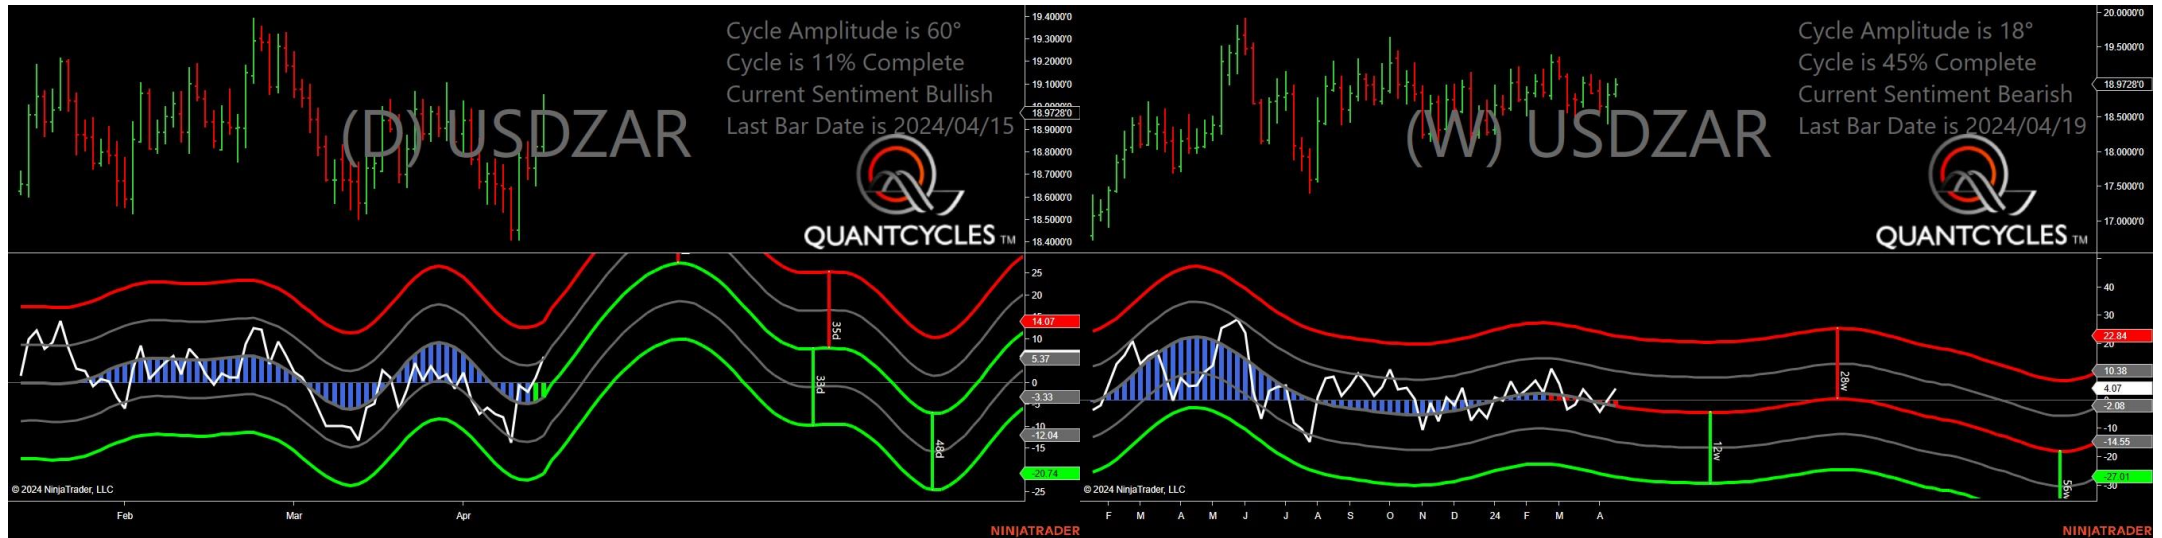 Cycle Amplitude is 60°
Cycle is 11% Complete
Current Sentiment Bullish
Last Bar Date is 2024/04/15
(D) USDZAR
QUANTCYCLES TM
19.4000'0
19.3000'0
19.2000'0
19.1000'0
18.9728'0
18.9000'0
18.8000'0
18.7000'0
18.6000'0
18.5000'0
18.4000'0
35d
33d
48d
25
20
14.07
10
5.37
0
-3.33
-10
-12.04
-15
-20.74
-25
© 2024 NinjaTrader, LLC
Feb
Mar
Apr
NINJATRADER
Cycle Amplitude is 18°
Cycle is 45% Complete
Current Sentiment Bearish
Last Bar Date is 2024/04/19
(W) USDZAR
QUANTCYCLES TM
20.0000'0
19.5000'0
18.9728'0
18.5000'0
18.0000'0
17.5000'0
17.0000'0
28w
12w
56w
40
30
22.84
20
10.38
4.07
-2.08
-10
-14.55
-20
-27.01
-30
© 2024 NinjaTrader, LLC
F M A M J J A S O N D 24 F M A
NINJATRADER